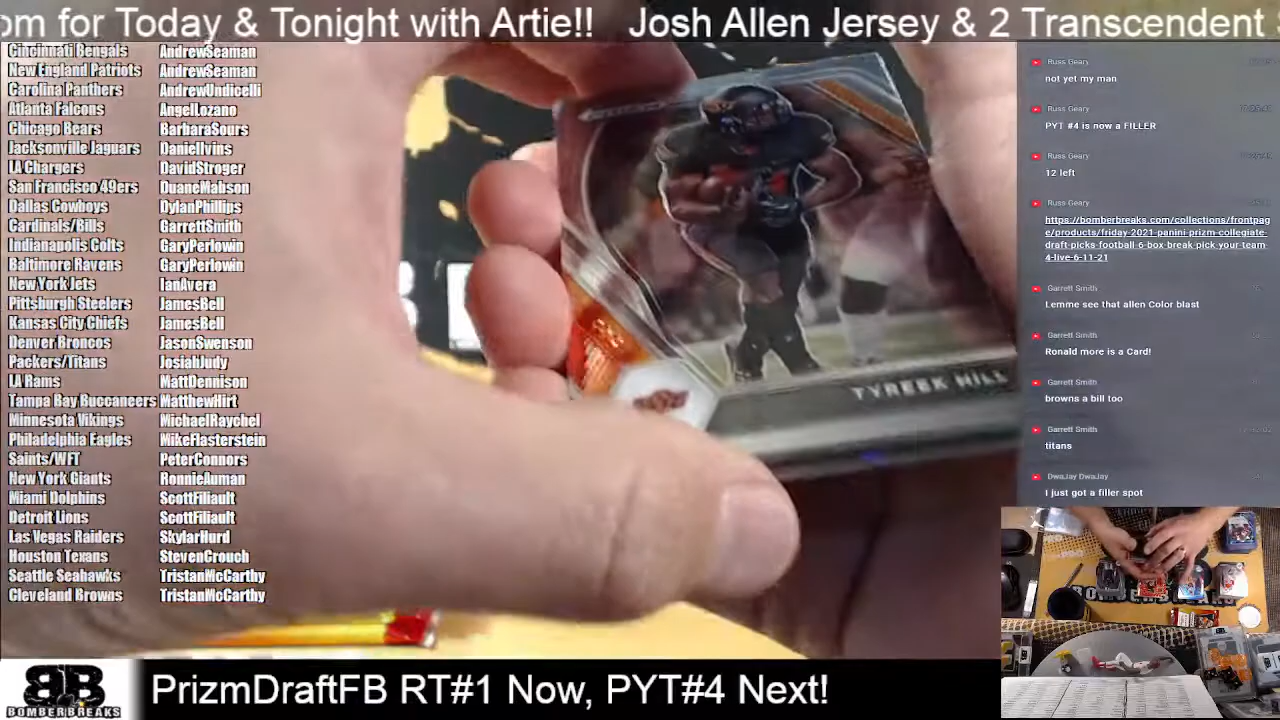 om for Today & Tonight with Artie!! Josh Allen Jersey & 2 Transcendent
Cincinnati Bengals AndrewSeaman
New England Patriots AndrewSeaman
Carolina Panthers AndrewUndicelli
Atlanta Falcons AngelLozano
Chicago Bears BarbaraSours
Jacksonville Jaguars DanielIvins
LA Chargers DavidStroger
San Francisco 49ers DuaneMabson
Dallas Cowboys DylanPhillips
Cardinals/Bills GarrettSmith
Indianapolis Colts GaryPerlowin
Baltimore Ravens GaryPerlowin
New York Jets IanAvera
Pittsburgh Steelers JamesBell
Kansas City Chiefs JamesBell
Denver Broncos JasonSwenson
Packers/Titans JosiahJudy
LA Rams MattDennison
Tampa Bay Buccaneers MatthewHirt
Minnesota Vikings MichaelRaychel
Philadelphia Eagles MikeFlasterstein
Saints/WFT PeterConnors
New York Giants RonnieAuman
Miami Dolphins ScottFiliault
Detroit Lions ScottFiliault
Las Vegas Raiders SkylarHurd
Houston Texans StevenCrouch
Seattle Seahawks TristanMcCarthy
Cleveland Browns TristanMcCarthy
TYREEK HILL
Russ Geary
not yet my man
Russ Geary
PYT #4 is now a FILLER
Russ Geary
12 left
Russ Geary
https://bomberbreaks.com/collections/frontpag
e/products/friday-2021-panini-prizm-collegiate-
draft-picks-football-6-box-break-pick-your-team
4-live-6-11-21
Garrett Smith
Lemme see that allen Color blast
Garrett Smith
Ronald more is a Card!
Garrett Smith
browns a bill too
Garrett Smith
titans
DwaJay DwaJay
I just got a filler spot
BOMBERBREAKS
BB
BOMBERBREAKS
PrizmDraftFB RT#1 Now, PYT#4 Next!